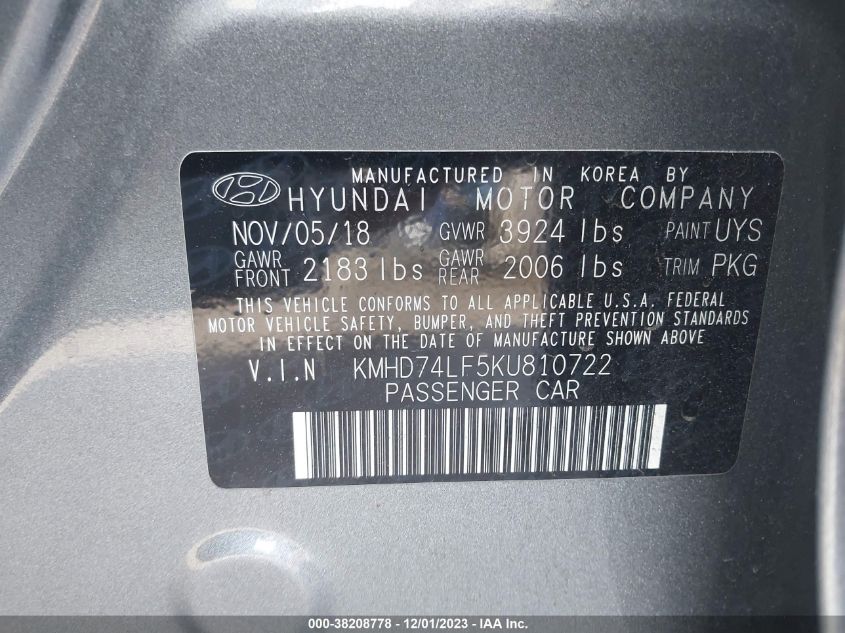 MANUFACTURED IN KOREA BY
HYUNDAI MOTOR COMPANY
NOV/05/18 GVWR 3924 lbs PAINT UYS
GAWR FRONT 2183 lbs GAWR REAR 2006 lbs TRIM PKG
THIS VEHICLE CONFORMS TO ALL APPLICABLE U.S.A. FEDERAL
MOTOR VEHICLE SAFETY, BUMPER, AND THEFT PREVENTION STANDARDS
IN EFFECT ON THE DATE OF MANUFACTURE SHOWN ABOVE
V.I.N KMHD74LF5KU810722
PASSENGER CAR
000-38208778 - 12/01/2023 - IAAI.com